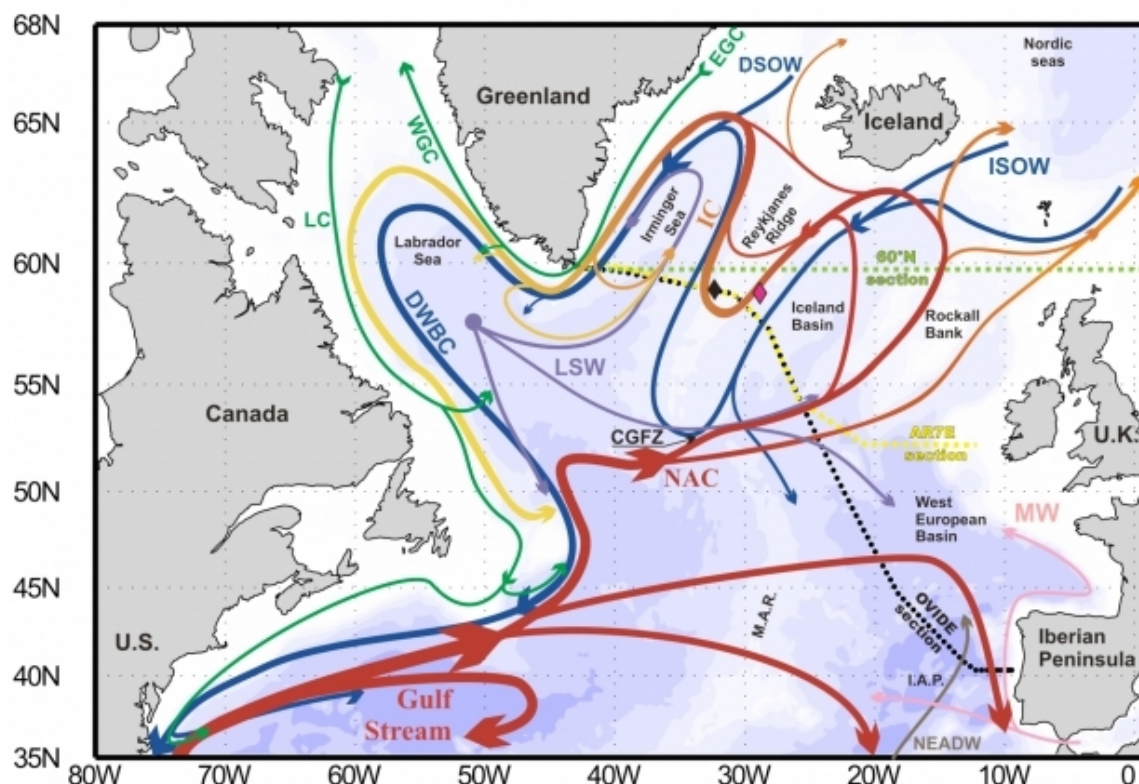 68N
65N
60N
55N
50N
45N
40N
35N
80W
70W
60W
50W
40W
30W
20W
10W
0
Greenland
EGC
DSOW
Nordic
seas
Iceland
WGC
ISOW
LC
Irminger
Sea
IC
Reykjanes
Ridge
Labrador
Sea
60°N
section
DWBC
Iceland
Basin
Rockall
Bank
LSW
Canada
CGFZ
U.K.
AR7E
section
NAC
West
European
Basin
MW
M.A.R.
OVIDE
section
U.S.
Iberian
Peninsula
I.A.P.
Gulf
Stream
NEADW